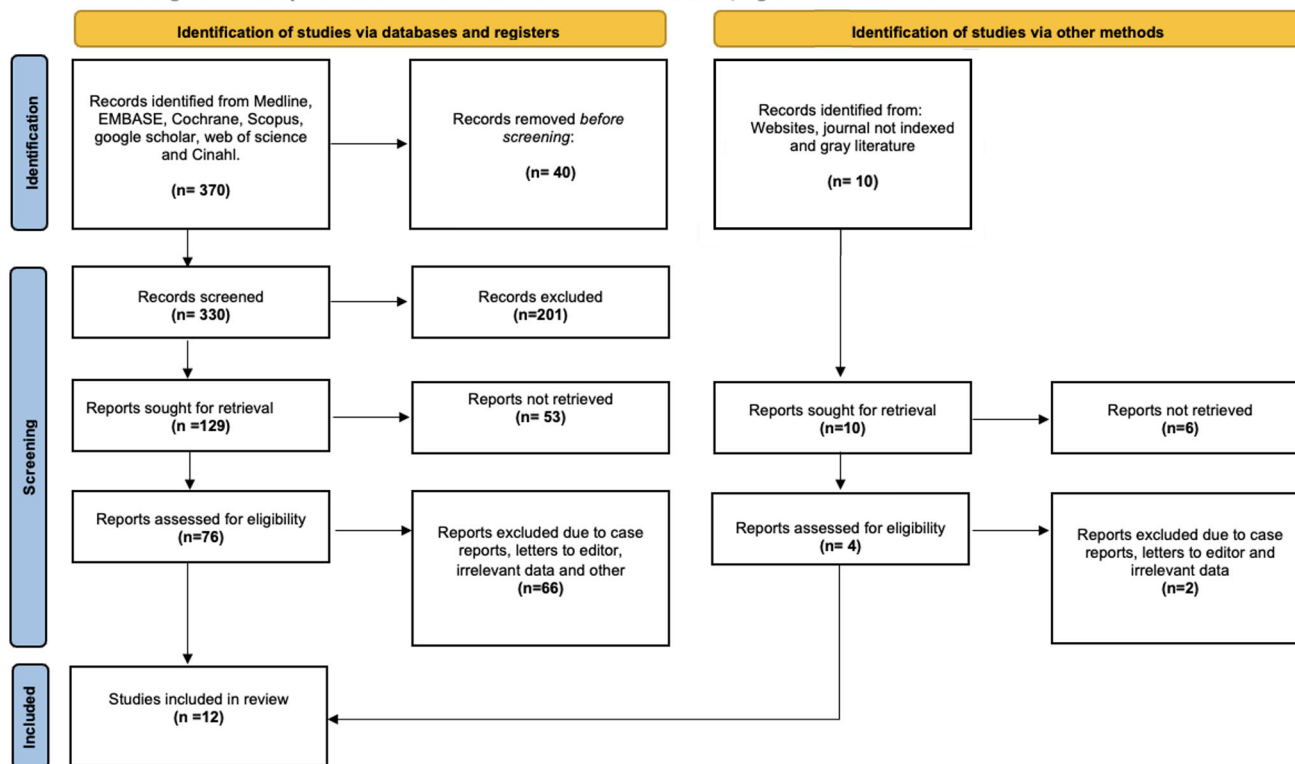 Identification of studies via databases and registers
Identification of studies via other methods
Identification
Records identified from Medline,
EMBASE, Cochrane, Scopus,
google scholar, web of science
and Cinahl.
(n= 370)
Records removed before
screening:
(n= 40)
Records identified from:
Websites, journal not indexed
and gray literature
(n= 10)
Screening
Records screened
(n= 330)
Records excluded
(n=201)
Reports sought for retrieval
(n =129)
Reports not retrieved
(n= 53)
Reports sought for retrieval
(n=10)
Reports not retrieved
(n=6)
Reports assessed for eligibility
(n=76)
Reports excluded due to case
reports, letters to editor,
irrelevant data and other
(n=66)
Reports assessed for eligibility
(n= 4)
Reports excluded due to case
reports, letters to editor and
irrelevant data
(n=2)
Included
Studies included in review
(n =12)